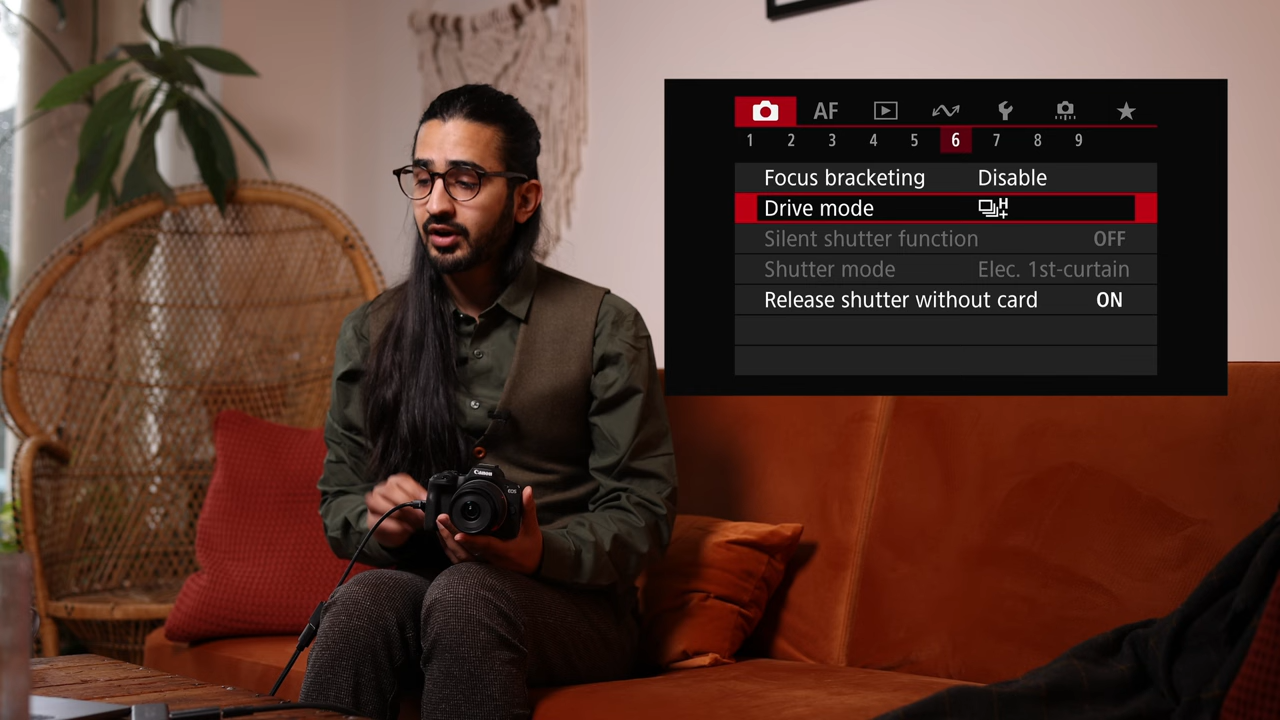 AF
1 2 3 4 5 6 7 8 9
Focus bracketing Disable
Drive mode H+
Silent shutter function OFF
Shutter mode Elec. 1st-curtain
Release shutter without card ON
Canon
EOS